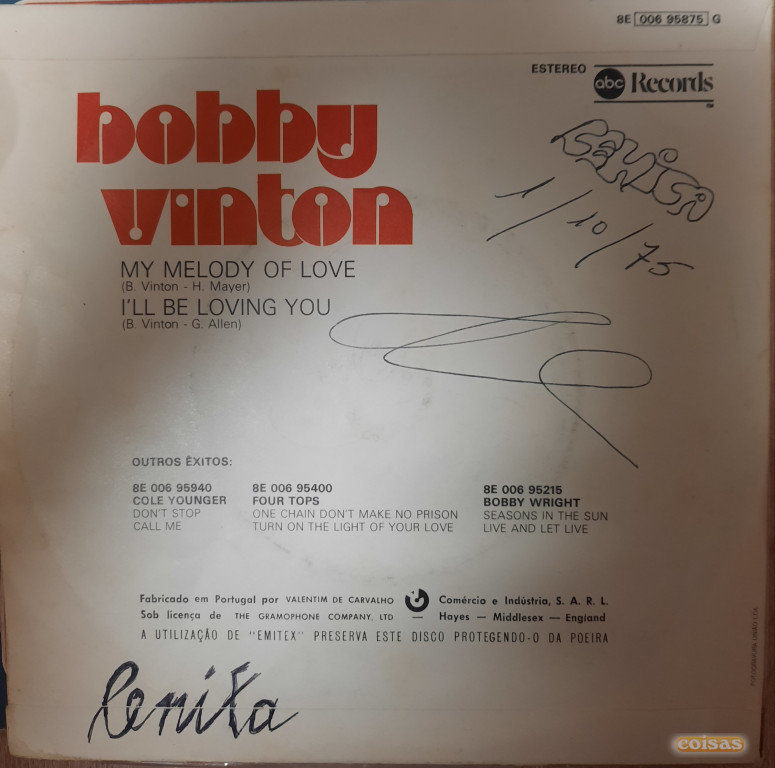 8E 006 95875 G
ESTEREO abc Records
bobby
vinton
Lenita
1/10/75
MY MELODY OF LOVE
(B. Vinton - H. Mayer)
I'LL BE LOVING YOU
(B. Vinton - G. Allen)
OUTROS ÊXITOS:
8E 006 95940
COLE YOUNGER
DON'T STOP
CALL ME
8E 006 95400
FOUR TOPS
ONE CHAIN DON'T MAKE NO PRISON
TURN ON THE LIGHT OF YOUR LOVE
8E 006 95215
BOBBY WRIGHT
SEASONS IN THE SUN
LIVE AND LET LIVE
Fabricado em Portugal por VALENTIM DE CARVALHO Comércio e Indústria, S. A. R. L.
Sob licença de THE GRAMOPHONE COMPANY, LTD — Hayes — Middlesex — England
A UTILIZAÇÃO DE "EMITEX" PRESERVA ESTE DISCO PROTEGENDO-O DA POEIRA
Lenita
coisas